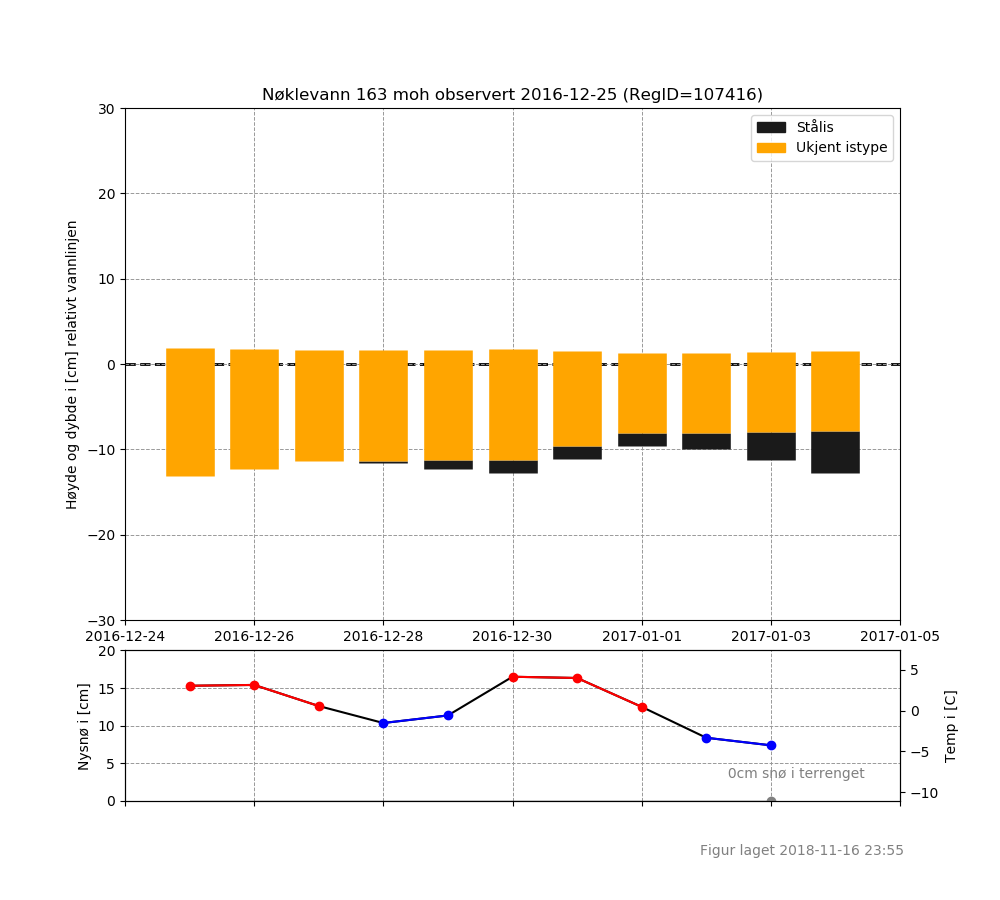 Nøklevann 163 moh observert 2016-12-25 (RegID=107416)
Stålis
Ukjent istype
Høyde og dybde i [cm] relativt vannlinjen
30
20
10
0
−10
−20
−30
2016-12-24 2016-12-26 2016-12-28 2016-12-30 2017-01-01 2017-01-03 2017-01-05
Nysnø i [cm]
20
15
10
5
0
5
0
−5
−10
Temp i [C]
0cm snø i terrenget
Figur laget 2018-11-16 23:55